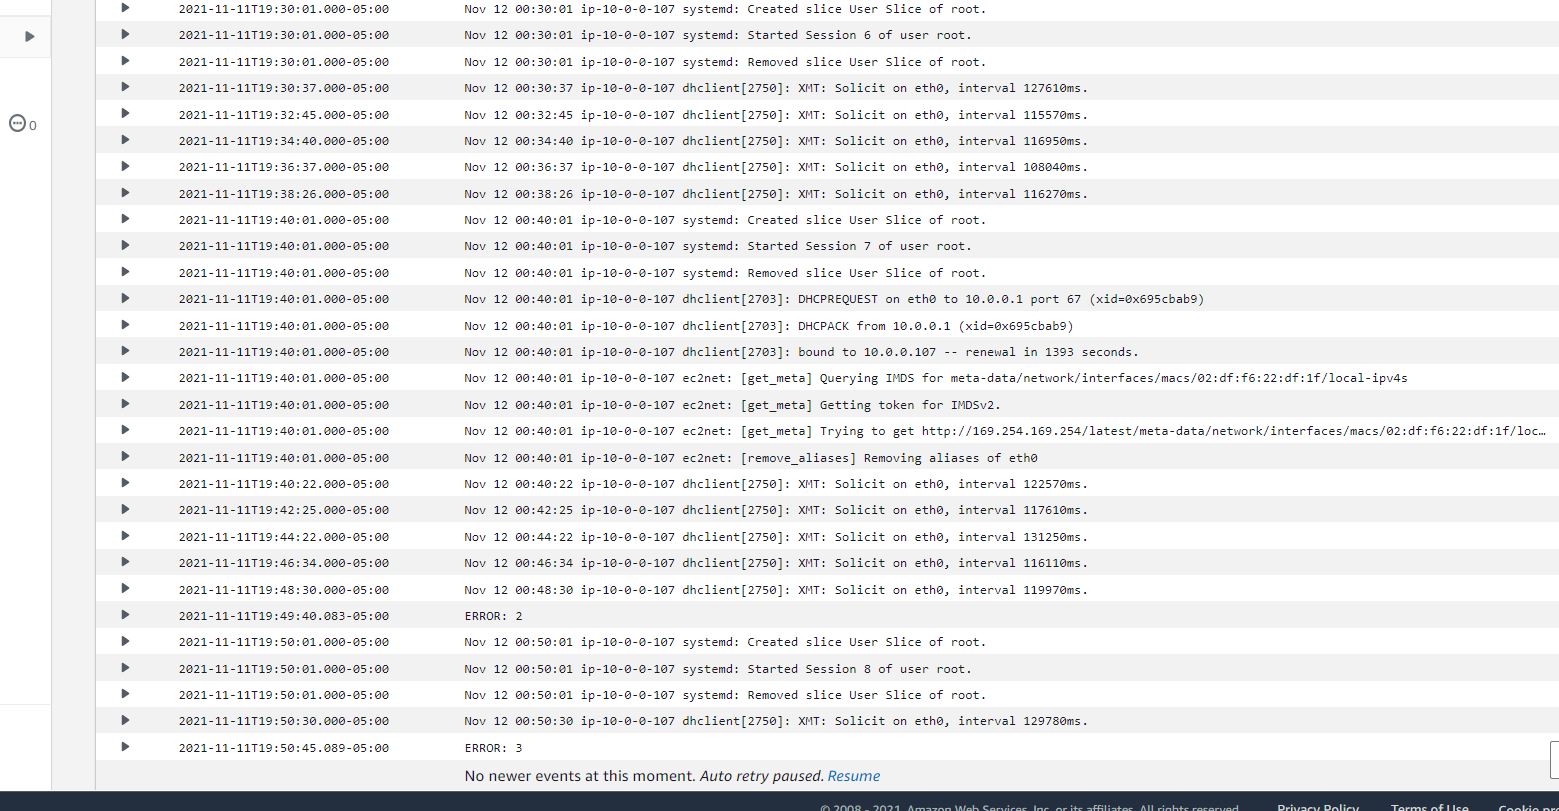 2021-11-11T19:30:01.000-05:00 Nov 12 00:30:01 ip-10-0-0-107 systemd: Created slice User Slice of root.
2021-11-11T19:30:01.000-05:00 Nov 12 00:30:01 ip-10-0-0-107 systemd: Started Session 6 of user root.
2021-11-11T19:30:01.000-05:00 Nov 12 00:30:01 ip-10-0-0-107 systemd: Removed slice User Slice of root.
2021-11-11T19:30:37.000-05:00 Nov 12 00:30:37 ip-10-0-0-107 dhclient[2750]: XMT: Solicit on eth0, interval 127610ms.
2021-11-11T19:32:45.000-05:00 Nov 12 00:32:45 ip-10-0-0-107 dhclient[2750]: XMT: Solicit on eth0, interval 115570ms.
0
2021-11-11T19:34:40.000-05:00 Nov 12 00:34:40 ip-10-0-0-107 dhclient[2750]: XMT: Solicit on eth0, interval 116950ms.
2021-11-11T19:36:37.000-05:00 Nov 12 00:36:37 ip-10-0-0-107 dhclient[2750]: XMT: Solicit on eth0, interval 108040ms.
2021-11-11T19:38:26.000-05:00 Nov 12 00:38:26 ip-10-0-0-107 dhclient[2750]: XMT: Solicit on eth0, interval 116270ms.
2021-11-11T19:40:01.000-05:00 Nov 12 00:40:01 ip-10-0-0-107 systemd: Created slice User Slice of root.
2021-11-11T19:40:01.000-05:00 Nov 12 00:40:01 ip-10-0-0-107 systemd: Started Session 7 of user root.
2021-11-11T19:40:01.000-05:00 Nov 12 00:40:01 ip-10-0-0-107 systemd: Removed slice User Slice of root.
2021-11-11T19:40:01.000-05:00 Nov 12 00:40:01 ip-10-0-0-107 dhclient[2703]: DHCPREQUEST on eth0 to 10.0.0.1 port 67 (xid=0x695cbab9)
2021-11-11T19:40:01.000-05:00 Nov 12 00:40:01 ip-10-0-0-107 dhclient[2703]: DHCPACK from 10.0.0.1 (xid=0x695cbab9)
2021-11-11T19:40:01.000-05:00 Nov 12 00:40:01 ip-10-0-0-107 dhclient[2703]: bound to 10.0.0.107 -- renewal in 1393 seconds.
2021-11-11T19:40:01.000-05:00 Nov 12 00:40:01 ip-10-0-0-107 ec2net: [get_meta] Querying IMDS for meta-data/network/interfaces/macs/02:df:f6:22:df:1f/local-ipv4s
2021-11-11T19:40:01.000-05:00 Nov 12 00:40:01 ip-10-0-0-107 ec2net: [get_meta] Getting token for IMDSv2.
2021-11-11T19:40:01.000-05:00 Nov 12 00:40:01 ip-10-0-0-107 ec2net: [get_meta] Trying to get http://169.254.169.254/latest/meta-data/network/interfaces/macs/02:df:f6:22:df:1f/loc…
2021-11-11T19:40:01.000-05:00 Nov 12 00:40:01 ip-10-0-0-107 ec2net: [remove_aliases] Removing aliases of eth0
2021-11-11T19:40:22.000-05:00 Nov 12 00:40:22 ip-10-0-0-107 dhclient[2750]: XMT: Solicit on eth0, interval 122570ms.
2021-11-11T19:42:25.000-05:00 Nov 12 00:42:25 ip-10-0-0-107 dhclient[2750]: XMT: Solicit on eth0, interval 117610ms.
2021-11-11T19:44:22.000-05:00 Nov 12 00:44:22 ip-10-0-0-107 dhclient[2750]: XMT: Solicit on eth0, interval 131250ms.
2021-11-11T19:46:34.000-05:00 Nov 12 00:46:34 ip-10-0-0-107 dhclient[2750]: XMT: Solicit on eth0, interval 116110ms.
2021-11-11T19:48:30.000-05:00 Nov 12 00:48:30 ip-10-0-0-107 dhclient[2750]: XMT: Solicit on eth0, interval 119970ms.
2021-11-11T19:49:40.083-05:00 ERROR: 2
2021-11-11T19:50:01.000-05:00 Nov 12 00:50:01 ip-10-0-0-107 systemd: Created slice User Slice of root.
2021-11-11T19:50:01.000-05:00 Nov 12 00:50:01 ip-10-0-0-107 systemd: Started Session 8 of user root.
2021-11-11T19:50:01.000-05:00 Nov 12 00:50:01 ip-10-0-0-107 systemd: Removed slice User Slice of root.
2021-11-11T19:50:30.000-05:00 Nov 12 00:50:30 ip-10-0-0-107 dhclient[2750]: XMT: Solicit on eth0, interval 129780ms.
2021-11-11T19:50:45.089-05:00 ERROR: 3
No newer events at this moment. Auto retry paused. Resume
© 2008 - 2021, Amazon Web Services, Inc. or its affiliates. All rights reserved. Privacy Policy Terms of Use Cookie